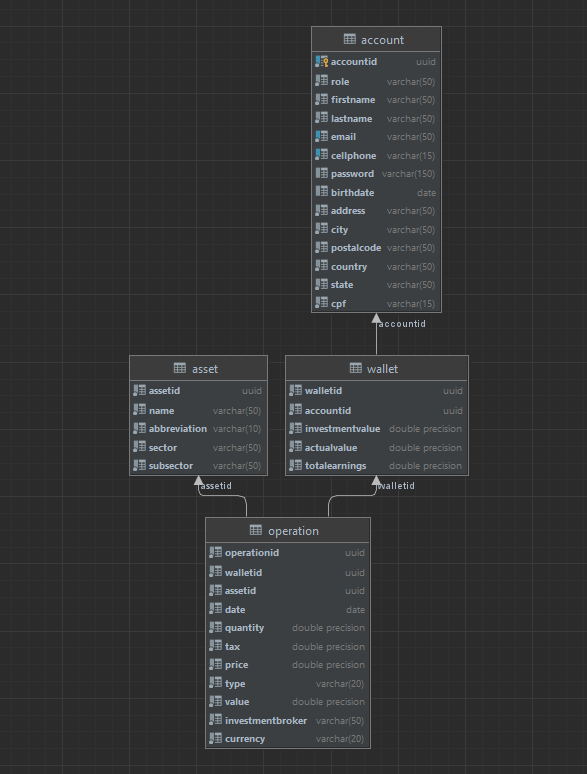 account
accountid uuid
role varchar(50)
firstname varchar(50)
lastname varchar(50)
email varchar(50)
cellphone varchar(15)
password varchar(150)
birthdate date
address varchar(50)
city varchar(50)
postalcode varchar(50)
country varchar(50)
state varchar(50)
cpf varchar(15)
accountid
asset
assetid uuid
name varchar(50)
abbreviation varchar(10)
sector varchar(50)
subsector varchar(50)
wallet
walletid uuid
accountid uuid
investmentvalue double precision
actualvalue double precision
totalearnings double precision
assetid
walletid
operation
operationid uuid
walletid uuid
assetid uuid
date date
quantity double precision
tax double precision
price double precision
type varchar(20)
value double precision
investmentbroker varchar(50)
currency varchar(20)